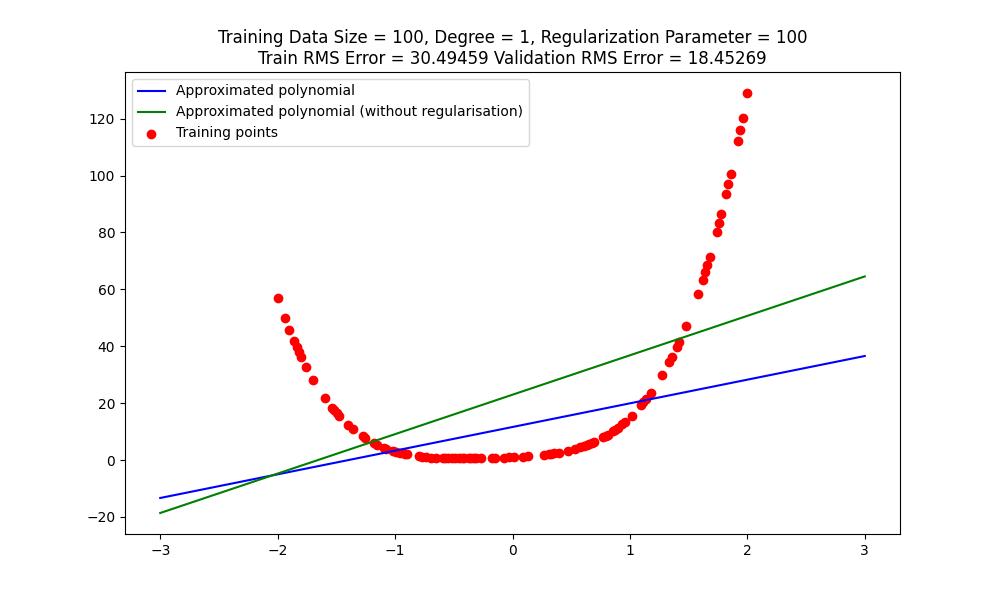 Training Data Size = 100, Degree = 1, Regularization Parameter = 100
Train RMS Error = 30.49459 Validation RMS Error = 18.45269
Approximated polynomial
Approximated polynomial (without regularisation)
Training points
120
100
80
60
40
20
0
−20
−3 −2 −1 0 1 2 3